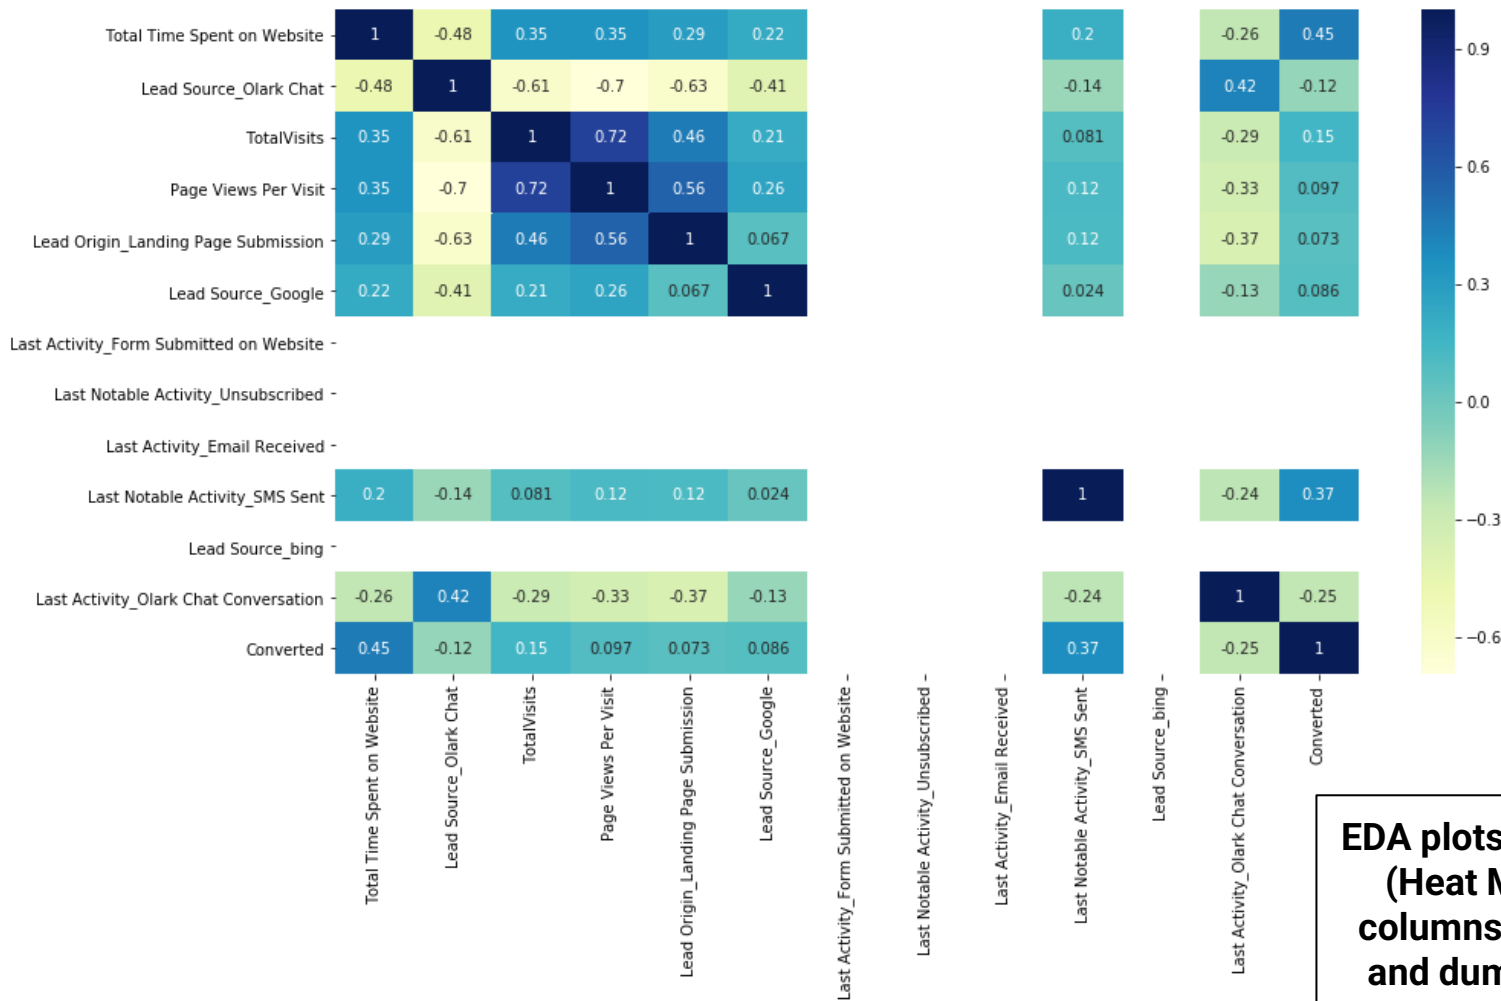 Total Time Spent on Website 1 -0.48 0.35 0.35 0.29 0.22 0.2 -0.26 0.45
Lead Source_Olark Chat -0.48 1 -0.61 -0.7 -0.63 -0.41 -0.14 0.42 -0.12
TotalVisits 0.35 -0.61 1 0.72 0.46 0.21 0.081 -0.29 0.15
Page Views Per Visit 0.35 -0.7 0.72 1 0.56 0.26 0.12 -0.33 0.097
Lead Origin_Landing Page Submission 0.29 -0.63 0.46 0.56 1 0.067 0.12 -0.37 0.073
Lead Source_Google 0.22 -0.41 0.21 0.26 0.067 1 0.024 -0.13 0.086
Last Activity_Form Submitted on Website
Last Notable Activity_Unsubscribed
Last Activity_Email Received
Last Notable Activity_SMS Sent 0.2 -0.14 0.081 0.12 0.12 0.024 1 -0.24 0.37
Lead Source_bing
Last Activity_Olark Chat Conversation -0.26 0.42 -0.29 -0.33 -0.37 -0.13 -0.24 1 -0.25
Converted 0.45 -0.12 0.15 0.097 0.073 0.086 0.37 -0.25 1
Total Time Spent on Website
Lead Source_Olark Chat
TotalVisits
Page Views Per Visit
Lead Origin_Landing Page Submission
Lead Source_Google
Last Activity_Form Submitted on Website
Last Notable Activity_Unsubscribed
Last Activity_Email Received
Last Notable Activity_SMS Sent
Lead Source_bing
Last Activity_Olark Chat Conversation
Converted
0.9
0.6
0.3
0.0
-0.3
-0.6
EDA plots
(Heat
columns
and